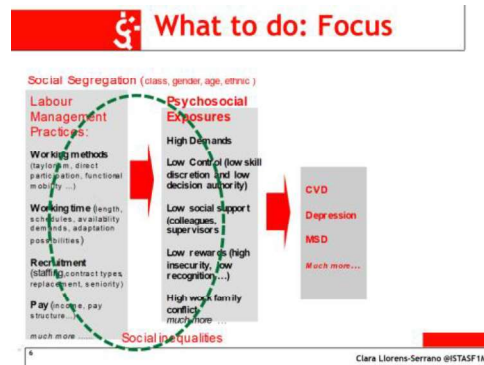 What to do: Focus
Social Segregation (class, gender, age, ethnic )
Labour
Management
Practices:
Working methods
(taylorism, direct
participation, functional
mobility ...)
Working time (length,
schedules, availability
demands, adaptation
possibilities)
Recruitment
(staffing, contract types,
replacement, seniority)
Pay (income, pay
structure...)
much more ......
Psychosocial
Exposures
High Demands
Low Control (low skill
discretion and low
decision authority)
Low social support
(colleagues,
supervisors
Low rewards (high
insecurity, low
recognition ...)
High work family
conflict
much more ...
CVD
Depression
MSD
Much more...
Social inequalities
6
Clara Llorens-Serrano @ISTASF1M